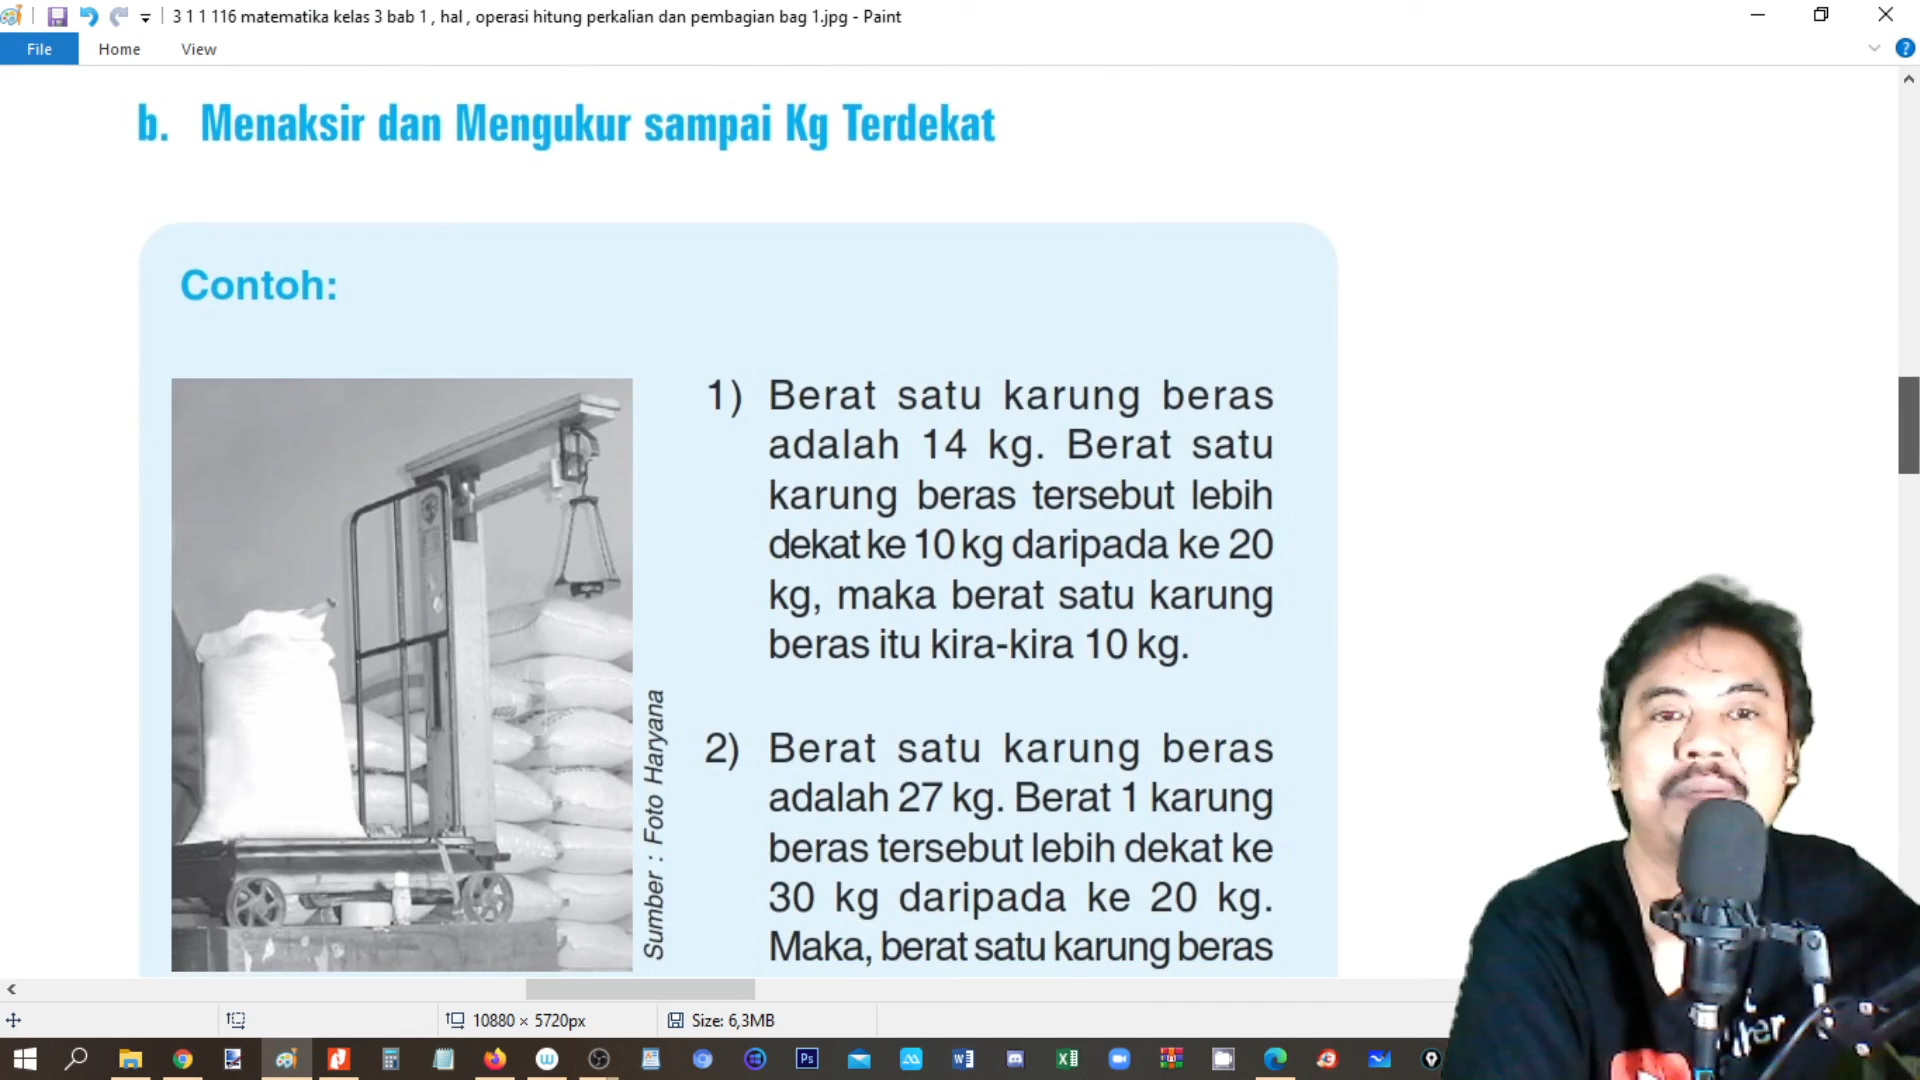 3 1 1 116 matematika kelas 3 bab 1 , hal , operasi hitung perkalian dan pembagian bag 1.jpg - Paint
File Home View
b. Menaksir dan Mengukur sampai Kg Terdekat
Contoh:
1) Berat satu karung beras
adalah 14 kg. Berat satu
karung beras tersebut lebih
dekat ke 10 kg daripada ke 20
kg, maka berat satu karung
beras itu kira-kira 10 kg.
Sumber : Foto Haryana
2) Berat satu karung beras
adalah 27 kg. Berat 1 karung
beras tersebut lebih dekat ke
30 kg daripada ke 20 kg.
Maka, berat satu karung beras
10880 × 5720px
Size: 6,3MB
Ps